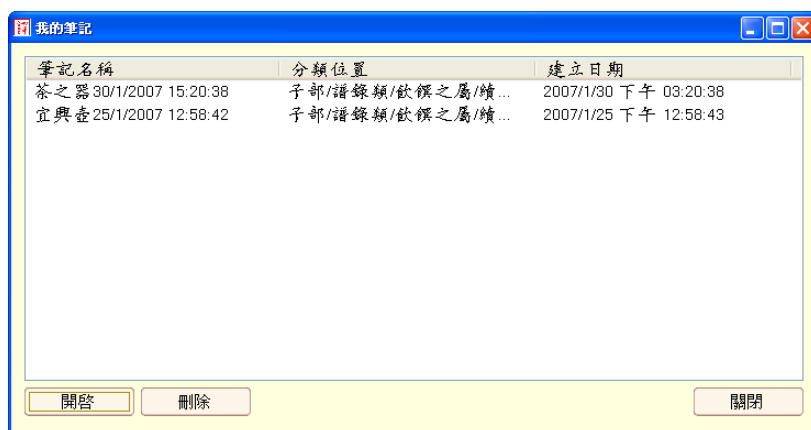 我的筆記
筆記名稱 分類位置 建立日期
茶之器30/1/2007 15:20:38 子部/譜錄類/飲饌之屬/續... 2007/1/30 下午 03:20:38
宜興壺25/1/2007 12:58:42 子部/譜錄類/飲饌之屬/續... 2007/1/25 下午 12:58:43
開啓 刪除 關閉